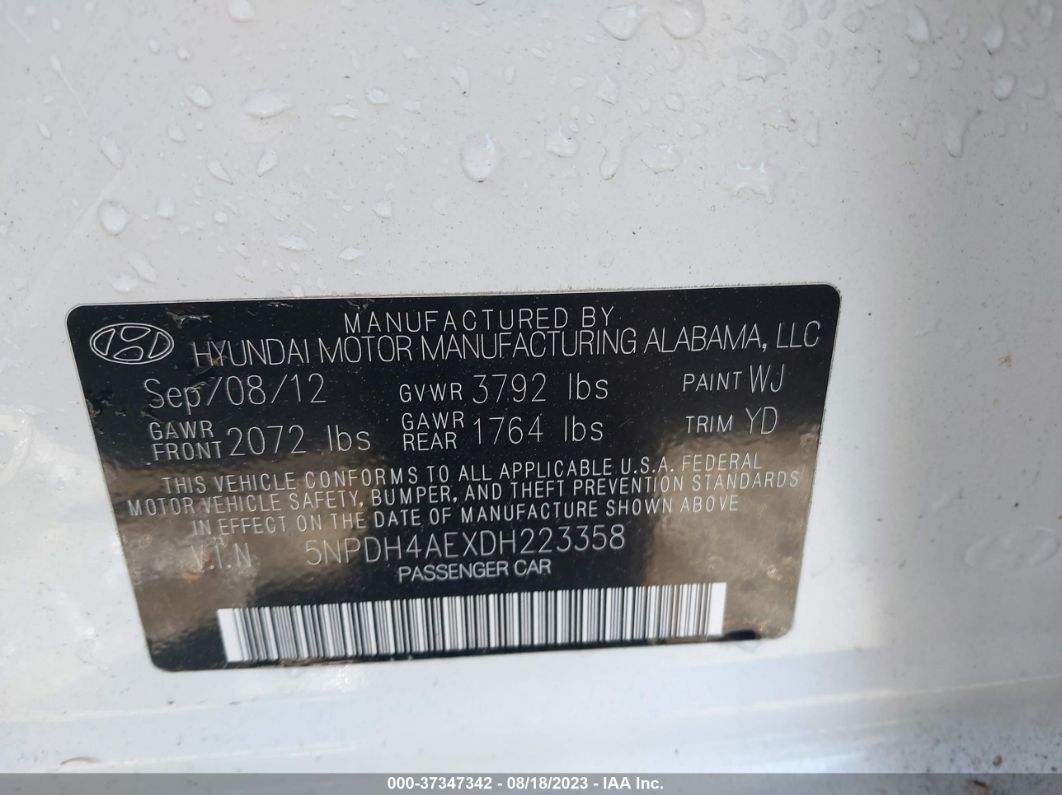 MANUFACTURED BY
HYUNDAI MOTOR MANUFACTURING ALABAMA, LLC
Sep/08/12 GVWR 3792 lbs PAINT WJ
GAWR FRONT 2072 lbs GAWR REAR 1764 lbs TRIM YD
THIS VEHICLE CONFORMS TO ALL APPLICABLE U.S.A. FEDERAL
MOTOR VEHICLE SAFETY, BUMPER, AND THEFT PREVENTION STANDARDS
IN EFFECT ON THE DATE OF MANUFACTURE SHOWN ABOVE
V.I.N 5NPDH4AEXDH223358
PASSENGER CAR
000-37347342 - 08/18/2023 - IAA Inc.